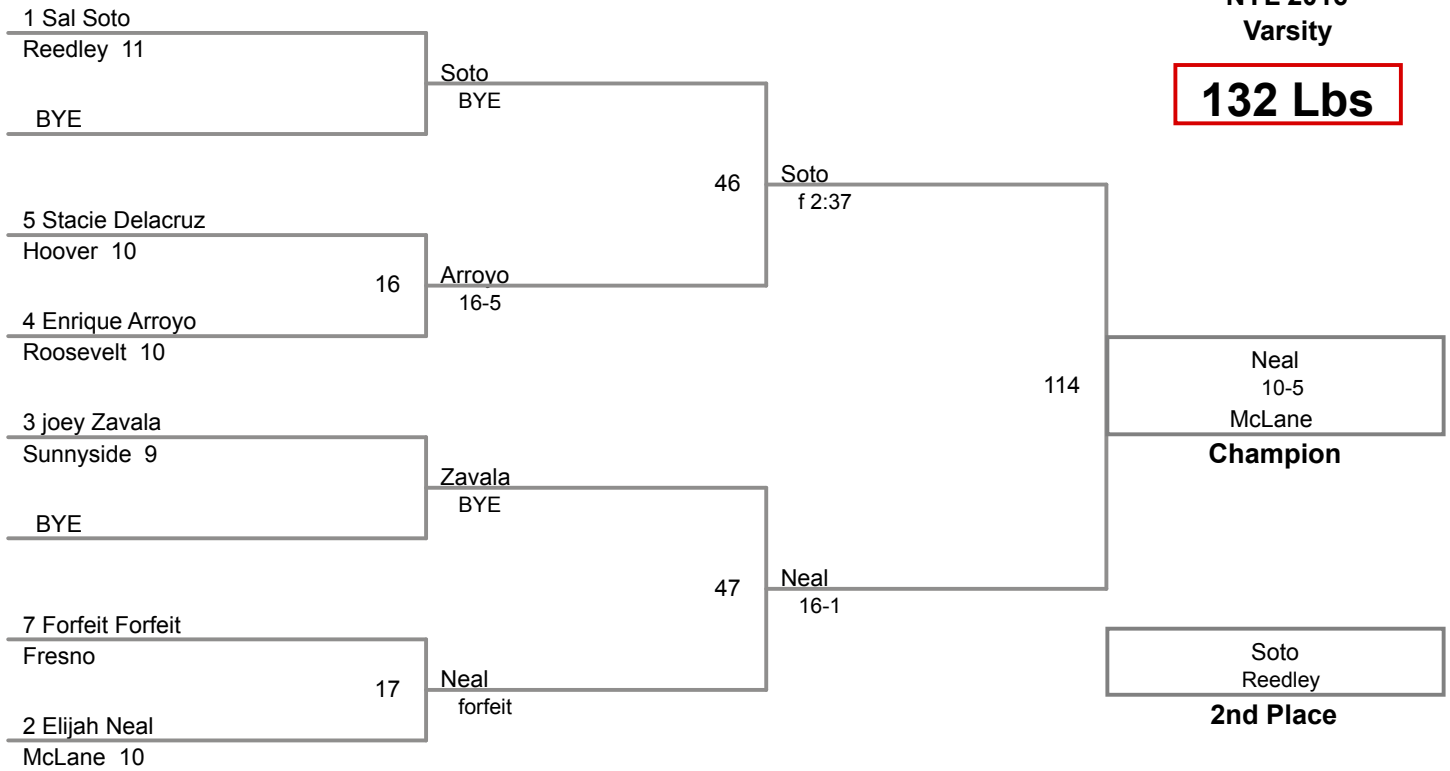 Varsity
132 Lbs
1 Sal Soto
Reedley 11
BYE
Soto
BYE
5 Stacie Delacruz
Hoover 10
16
4 Enrique Arroyo
Roosevelt 10
Arroyo
16-5
46
Soto
f 2:37
3 joey Zavala
Sunnyside 9
BYE
Zavala
BYE
7 Forfeit Forfeit
Fresno
17
2 Elijah Neal
McLane 10
Neal
forfeit
47
Neal
16-1
114
Neal
10-5
McLane
Champion
Soto
Reedley
2nd Place